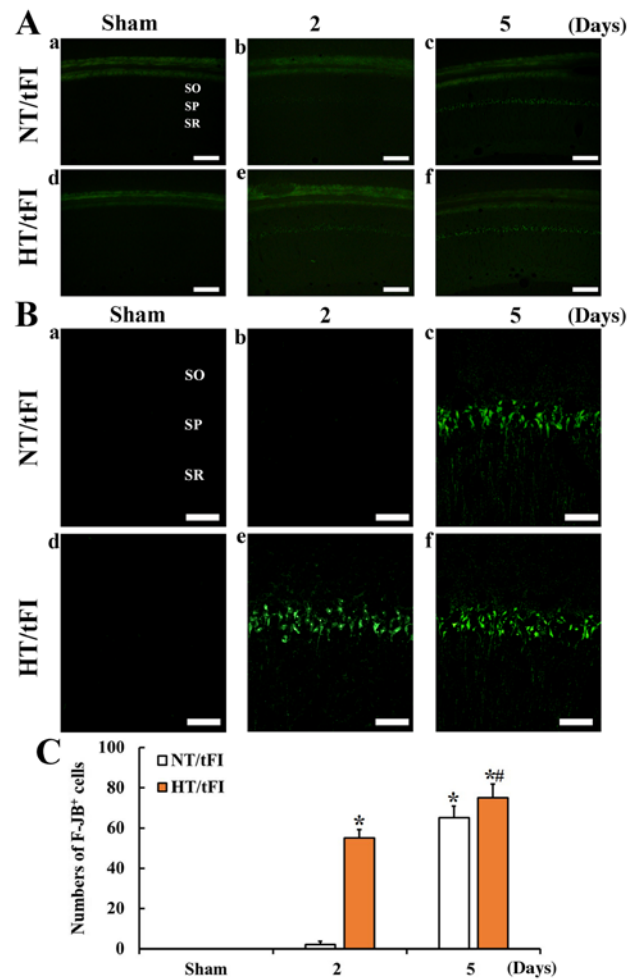 A Sham 2 5 (Days)
a b c
NT/tFI
SO
SP
SR
d e f
HT/tFI
B Sham 2 5 (Days)
a b c
NT/tFI
SO
SP
SR
d e f
HT/tFI
C
Numbers of F-JB⁺ cells
100
80
60
40
20
0
NT/tFI
HT/tFI
* * *#
Sham 2 5 (Days)